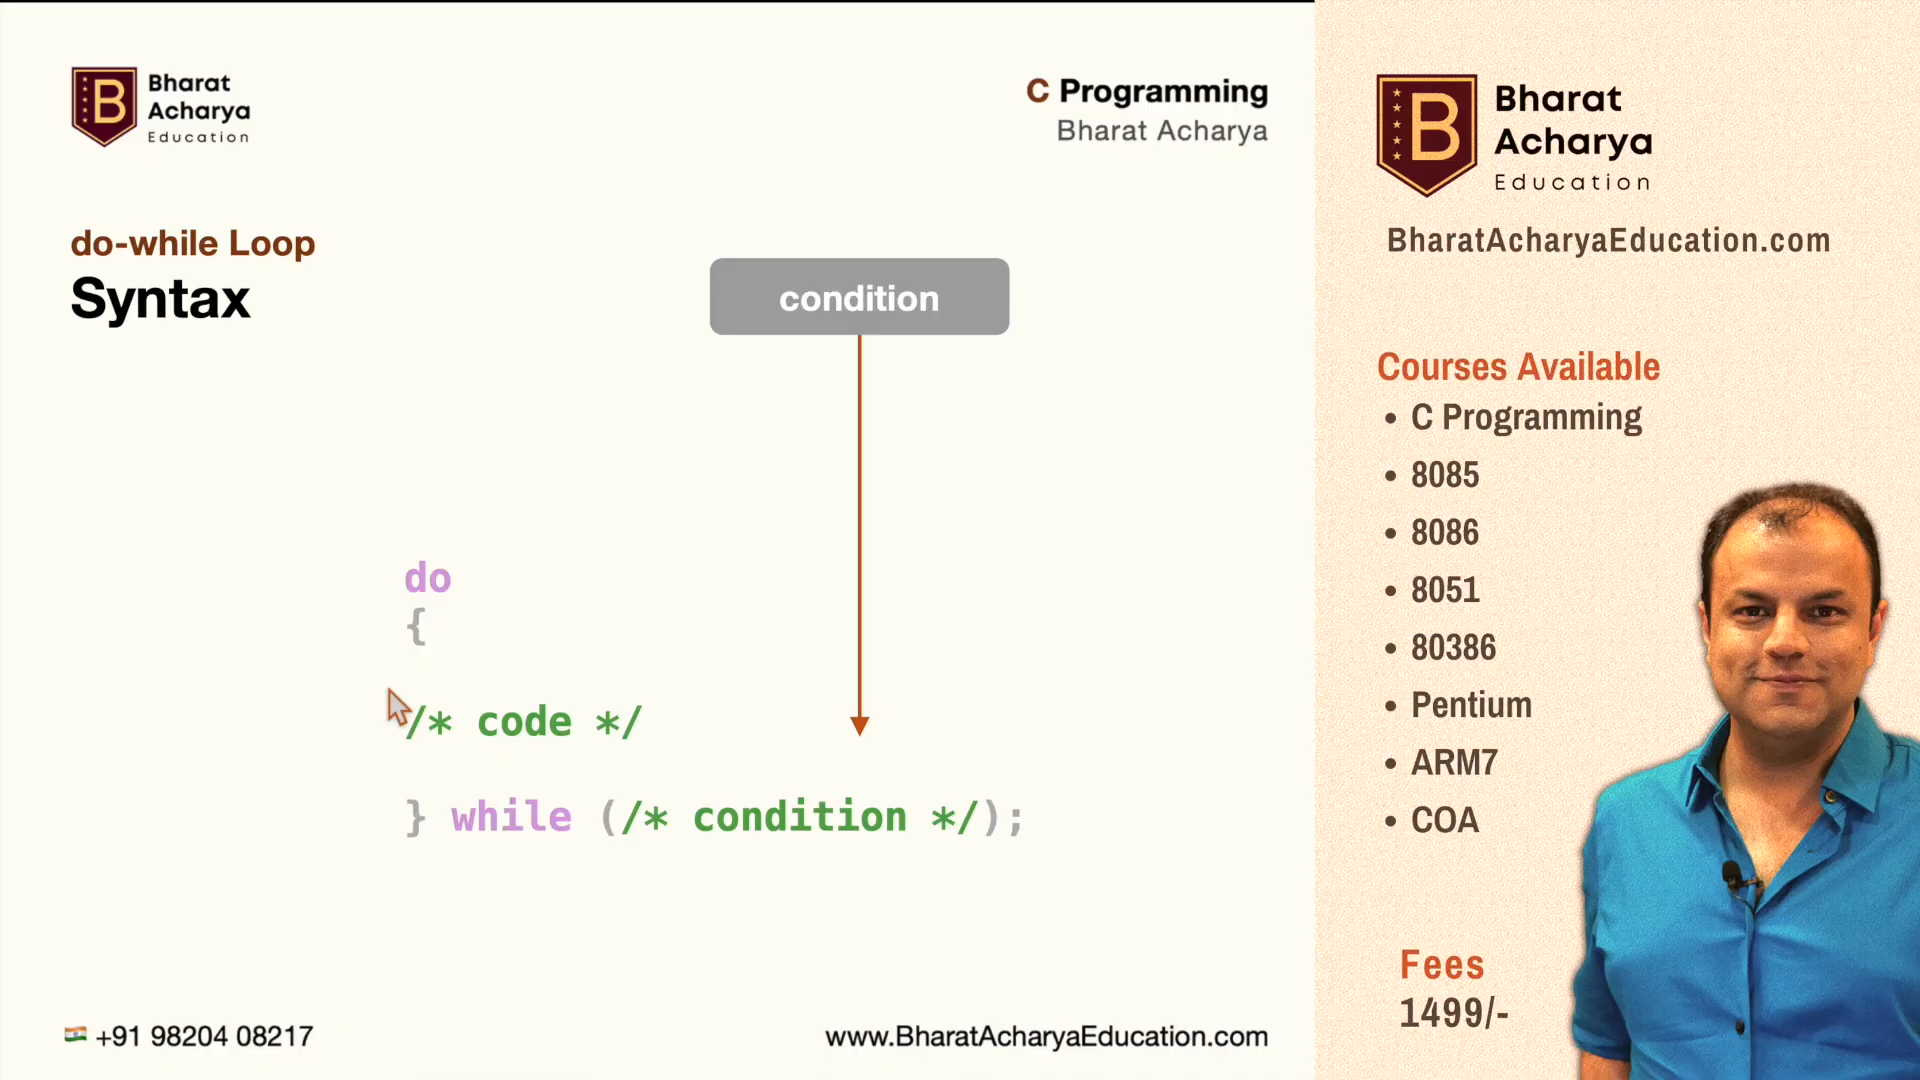 Bharat
Acharya
Education
C Programming
Bharat Acharya
do-while Loop
Syntax
condition
do
{
/* code */
} while (/* condition */);
+91 98204 08217
www.BharatAcharyaEducation.com
B
Bharat
Acharya
Education
BharatAcharyaEducation.com
Courses Available
• C Programming
• 8085
• 8086
• 8051
• 80386
• Pentium
• ARM7
• COA
Fees
1499/-